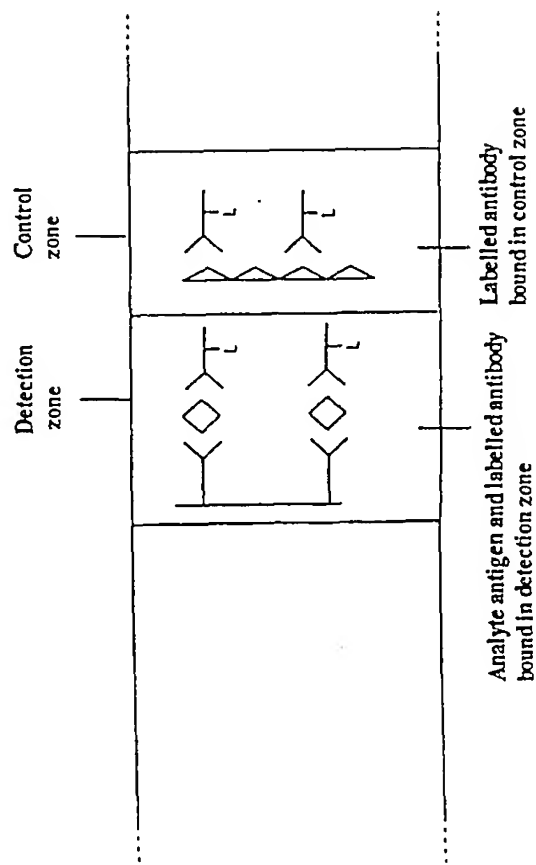 Detection
zone
Control
zone
L
L
L
L
Analyte antigen and labelled antibody
bound in detection zone
Labelled antibody
bound in control zone